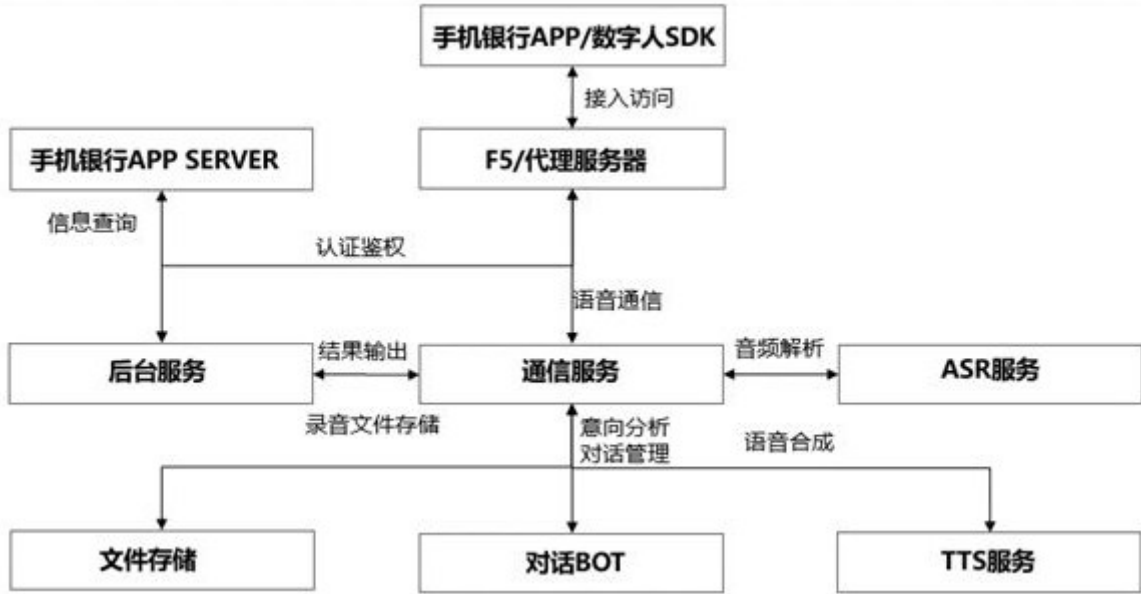 手机银行APP/数字人SDK
接入访问
手机银行APP SERVER
F5/代理服务器
信息查询
认证鉴权
语音通信
后台服务
结果输出
通信服务
音频解析
ASR服务
录音文件存储
意向分析
对话管理
语音合成
文件存储
对话BOT
TTS服务